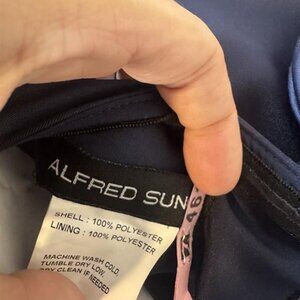 ALFRED SUN
SHELL : 100% POLYESTER
LINING : 100% POLYESTER
MACHINE WASH COLD
TUMBLE DRY LOW.
DRY CLEAN IF NEEDED